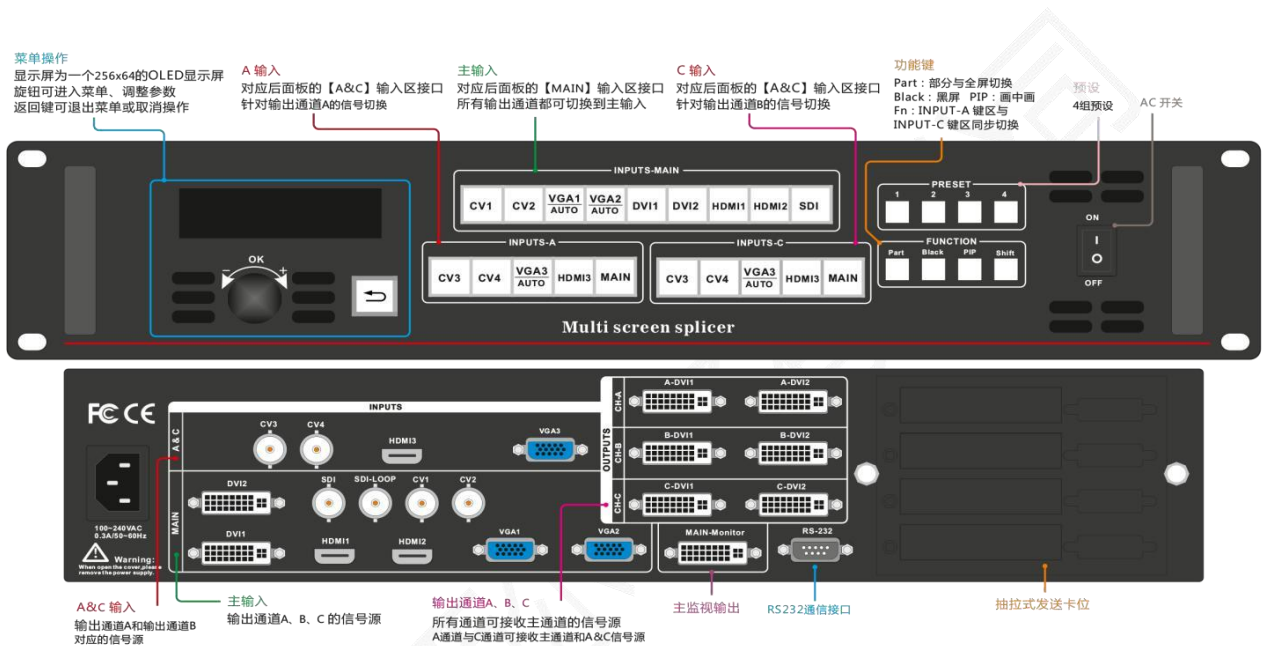 菜单操作
显示屏为一个256x64的OLED显示屏
旋钮可进入菜单、调整参数
返回键可退出菜单或取消操作
A 输入
对应后面板的【A&C】输入区接口
针对输出通道A的信号切换
主输入
对应后面板的【MAIN】输入区接口
所有输出通道都可切换到主输入
C 输入
对应后面板的【A&C】输入区接口
针对输出通道B的信号切换
功能键
Part：部分与全屏切换
Black：黑屏 PIP：画中画
Fn：INPUT-A 键区与
INPUT-C 键区同步切换
预设
4组预设
AC 开关
OK
- +
INPUTS-MAIN
CV1 CV2 VGA1 AUTO VGA2 AUTO DVI1 DVI2 HDMI1 HDMI2 SDI
INPUTS-A
CV3 CV4 VGA3 AUTO HDMI3 MAIN
INPUTS-C
CV3 CV4 VGA3 AUTO HDMI3 MAIN
PRESET
1 2 3 4
FUNCTION
Part Black PIP Shift
ON
I
O
OFF
Multi screen splicer
FC CE
100~240VAC
0.3A/50~60Hz
Warning:
When open the cover,please
remove the power supply.
INPUTS
A & C
CV3 CV4 HDMI3 VGA3
MAIN
DVI2 SDI SDI-LOOP CV1 CV2
DVI1 HDMI1 HDMI2 VGA1 VGA2
OUTPUTS
CH-A
A-DVI1 A-DVI2
CH-B
B-DVI1 B-DVI2
CH-C
C-DVI1 C-DVI2
MAIN-Monitor
RS-232
A&C 输入
输出通道A和输出通道B
对应的信号源
主输入
输出通道A、B、C 的信号源
输出通道A、B、C
所有通道可接收主通道的信号源
A通道与C通道可接收主通道和A&C信号源
主监视输出
RS232通信接口
抽拉式发送卡位